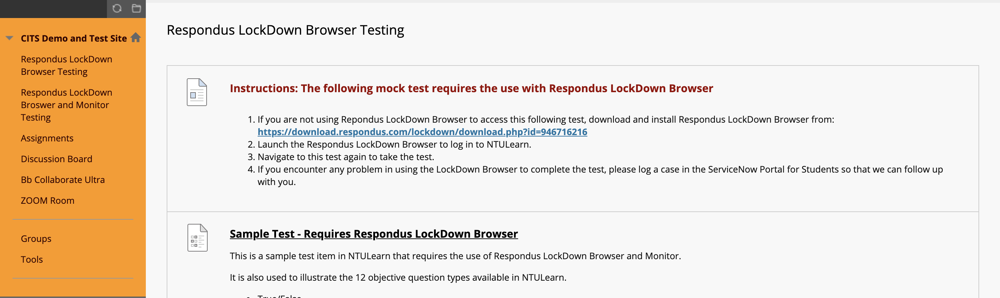 CITS Demo and Test Site
Respondus LockDown
Browser Testing
Respondus LockDown
Broswer and Monitor
Testing
Assignments
Discussion Board
Bb Collaborate Ultra
ZOOM Room
Groups
Tools
Respondus LockDown Browser Testing
Instructions: The following mock test requires the use with Respondus LockDown Browser
1. If you are not using Repondus LockDown Browser to access this following test, download and install Respondus LockDown Browser from:
https://download.respondus.com/lockdown/download.php?id=946716216
2. Launch the Respondus LockDown Browser to log in to NTULearn.
3. Navigate to this test again to take the test.
4. If you encounter any problem in using the LockDown Browser to complete the test, please log a case in the ServiceNow Portal for Students so that we can follow up
with you.
Sample Test - Requires Respondus LockDown Browser
This is a sample test item in NTULearn that requires the use of Respondus LockDown Browser and Monitor.
It is also used to illustrate the 12 objective question types available in NTULearn.
True/False